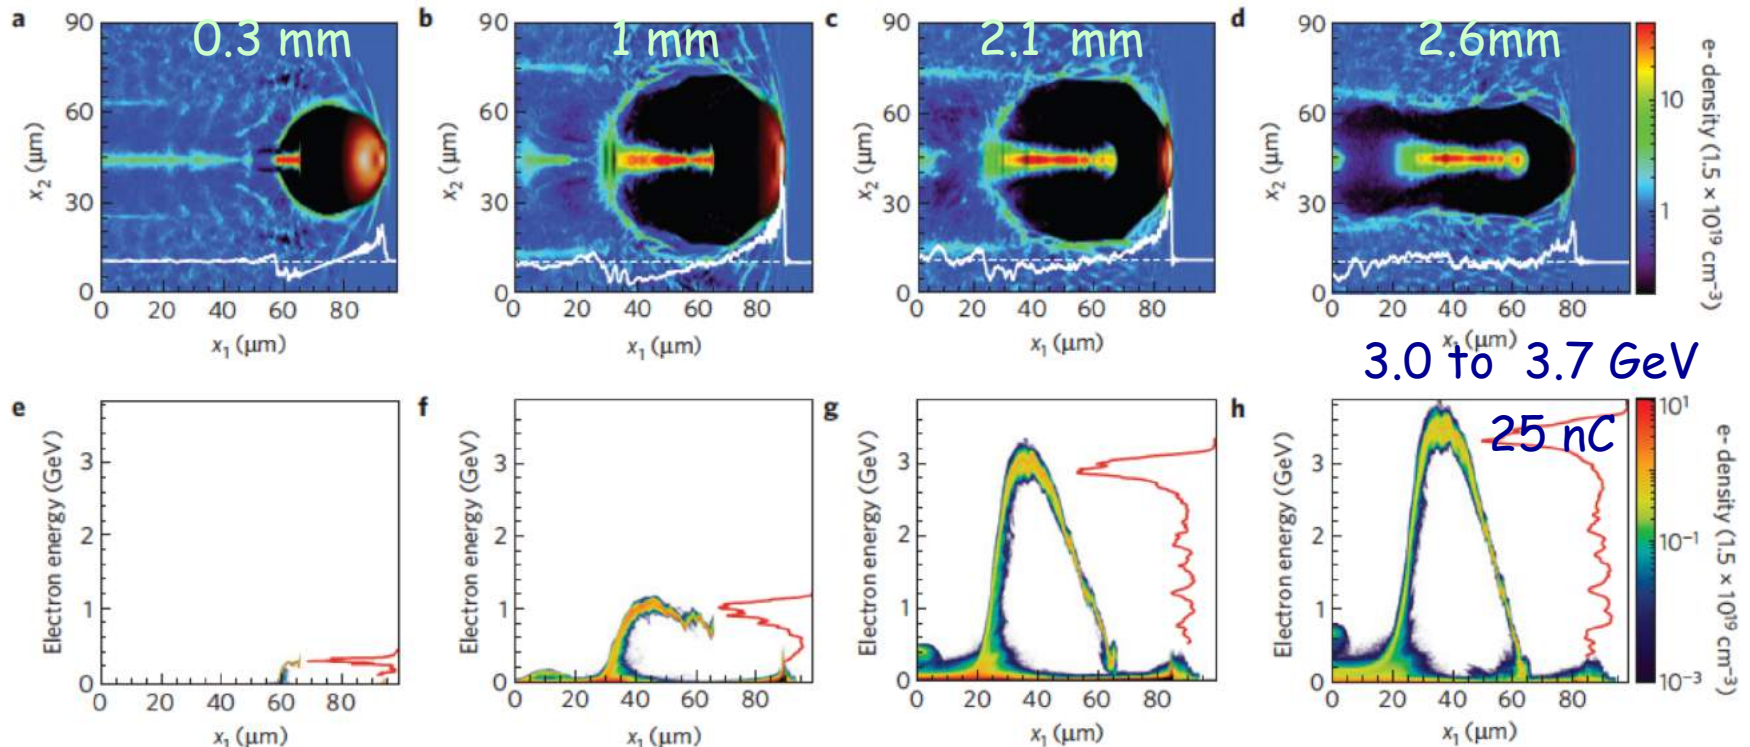 a
0.3 mm
90
60
30
0
x₂ (μm)
0 20 40 60 80
x₁ (μm)
b
1 mm
90
60
30
0
x₂ (μm)
0 20 40 60 80
x₁ (μm)
c
2.1 mm
90
60
30
0
x₂ (μm)
0 20 40 60 80
x₁ (μm)
d
2.6mm
90
60
30
0
x₂ (μm)
0 20 40 60 80
x₁ (μm)
10
1
e- density (1.5 × 10¹⁹ cm⁻³)
3.0 to 3.7 GeV
25 nC
e
Electron energy (GeV)
3
2
1
0
0 20 40 60 80
x₁ (μm)
f
Electron energy (GeV)
3
2
1
0
0 20 40 60 80
x₁ (μm)
g
Electron energy (GeV)
3
2
1
0
0 20 40 60 80
x₁ (μm)
h
Electron energy (GeV)
3
2
1
0
0 20 40 60 80
x₁ (μm)
10¹
10⁻¹
10⁻³
e- density (1.5 × 10¹⁹ cm⁻³)